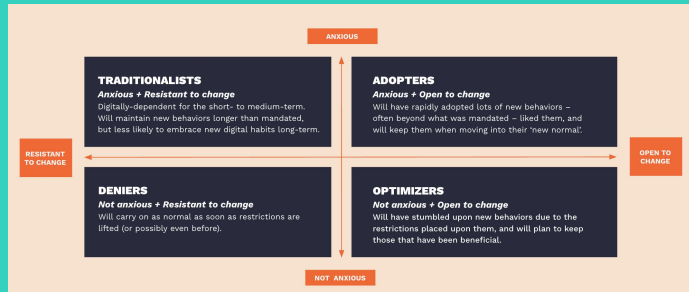 ANXIOUS
TRADITIONALISTS
Anxious + Resistant to change
Digitally-dependent for the short- to medium-term.
Will maintain new behaviors longer than mandated,
but less likely to embrace new digital habits long-term.
ADOPTERS
Anxious + Open to change
Will have rapidly adopted lots of new behaviors –
often beyond what was mandated – liked them, and
will keep them when moving into their ‘new normal’.
RESISTANT
TO CHANGE
OPEN TO
CHANGE
DENIERS
Not anxious + Resistant to change
Will carry on as normal as soon as restrictions are
lifted (or possibly even before).
OPTIMIZERS
Not anxious + Open to change
Will have stumbled upon new behaviors due to the
restrictions placed upon them, and will plan to keep
those that have been beneficial.
NOT ANXIOUS